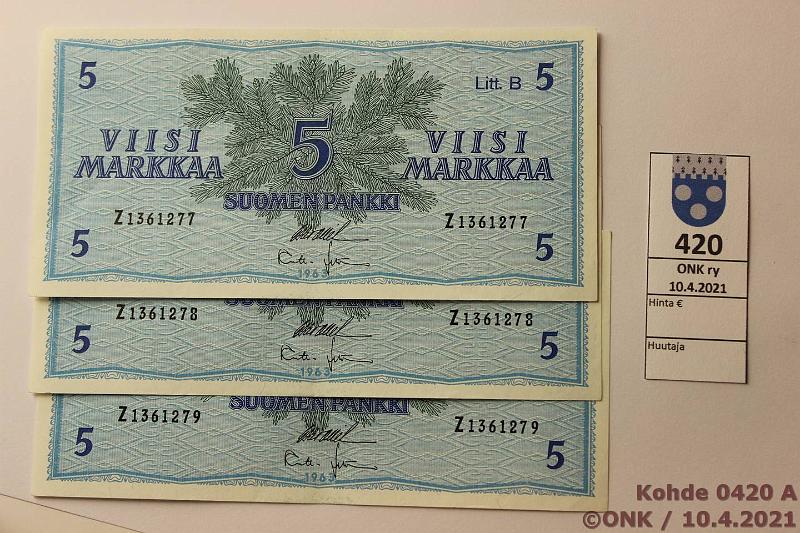 5 Litt. B 5
VIISI MARKKAA 5 VIISI MARKKAA
SUOMEN PANKKI
Z1361277 Z1361277
5 5
1963
SUOMEN PANKKI
Z1361278 Z1361278
5 5
1963
SUOMEN PANKKI
Z1361279 Z1361279
5 5
1963
420
ONK ry
10.4.2021
Hinta €
Huutaja
Kohde 0420 A
©ONK / 10.4.2021